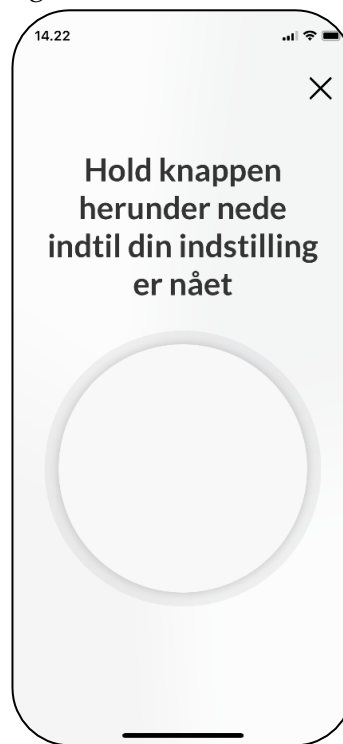 14.22
Hold knappen
herunder nede
indtil din indstilling
er nået